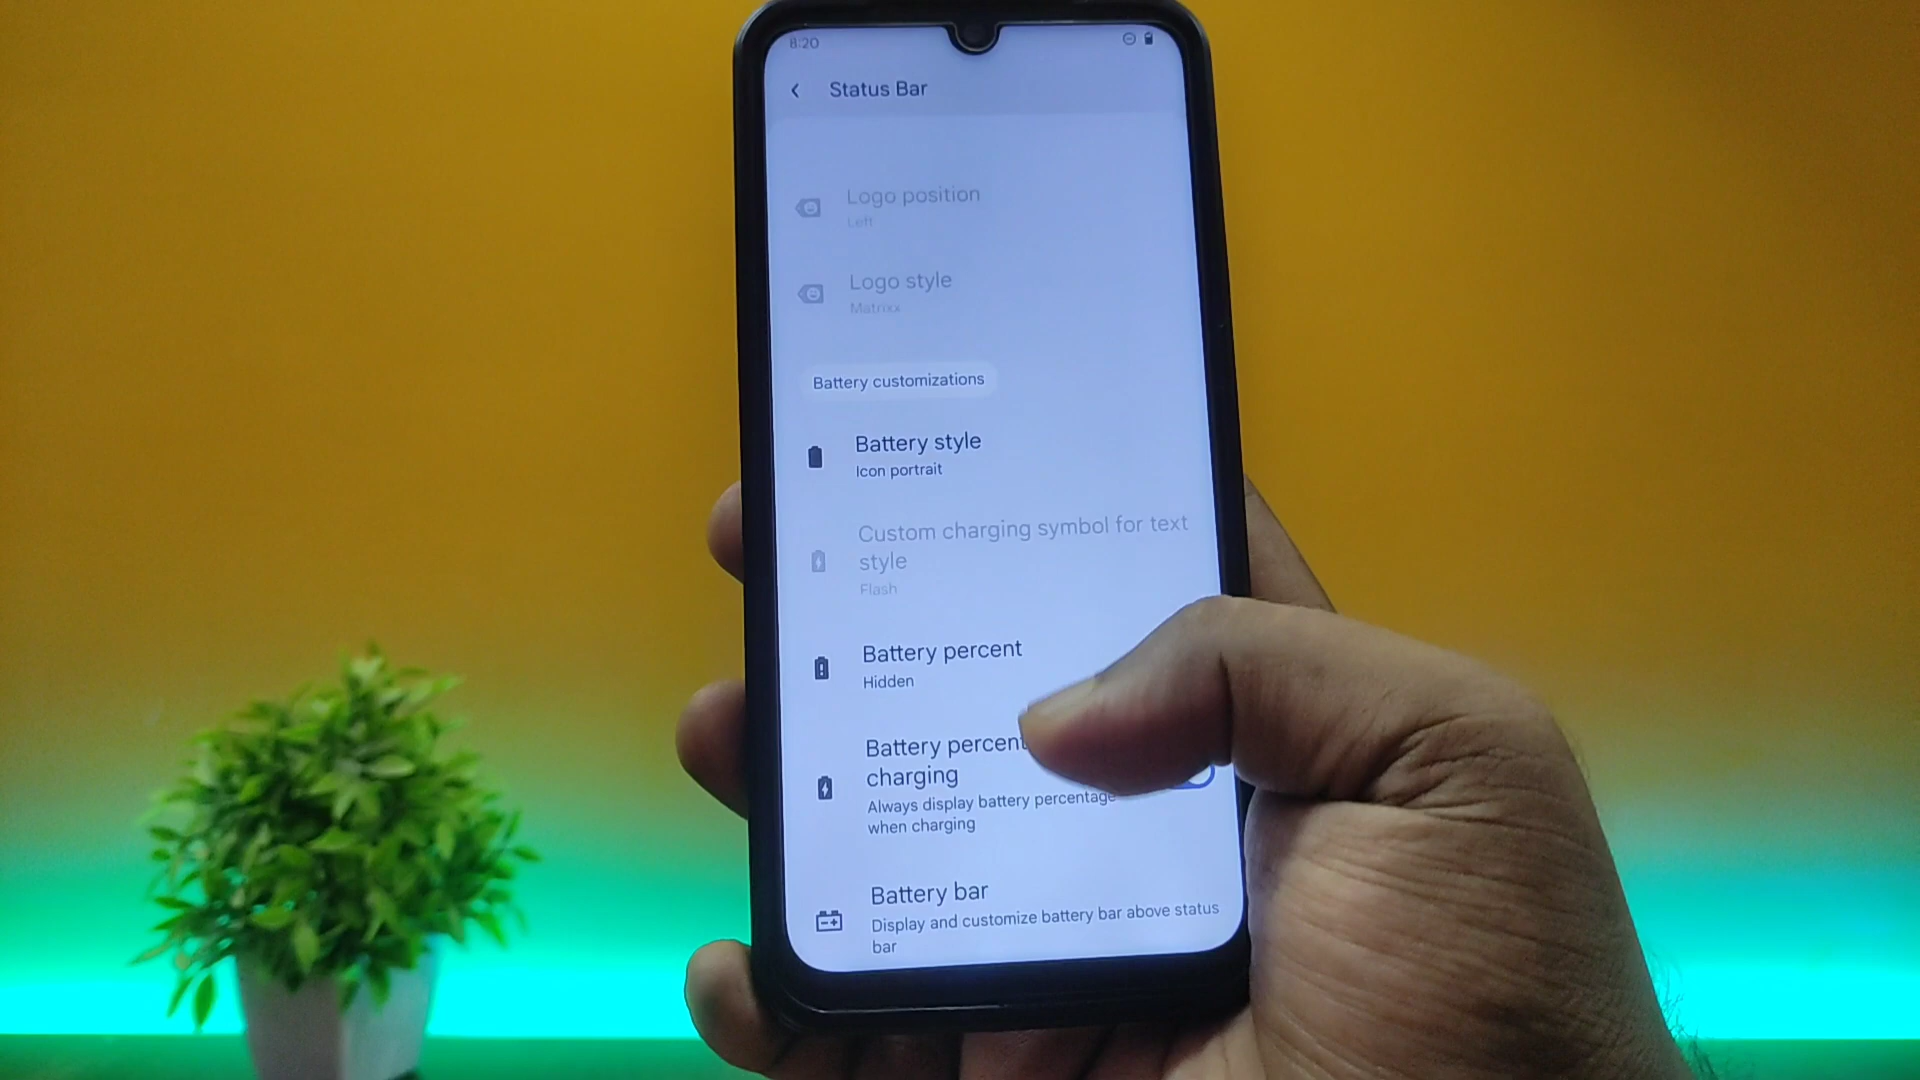 8:20
Status Bar
Logo position
Left
Logo style
Matrixx
Battery customizations
Battery style
Icon portrait
Custom charging symbol for text
style
Flash
Battery percent
Hidden
Battery percent
charging
Always display battery percentage
when charging
Battery bar
Display and customize battery bar above status
bar